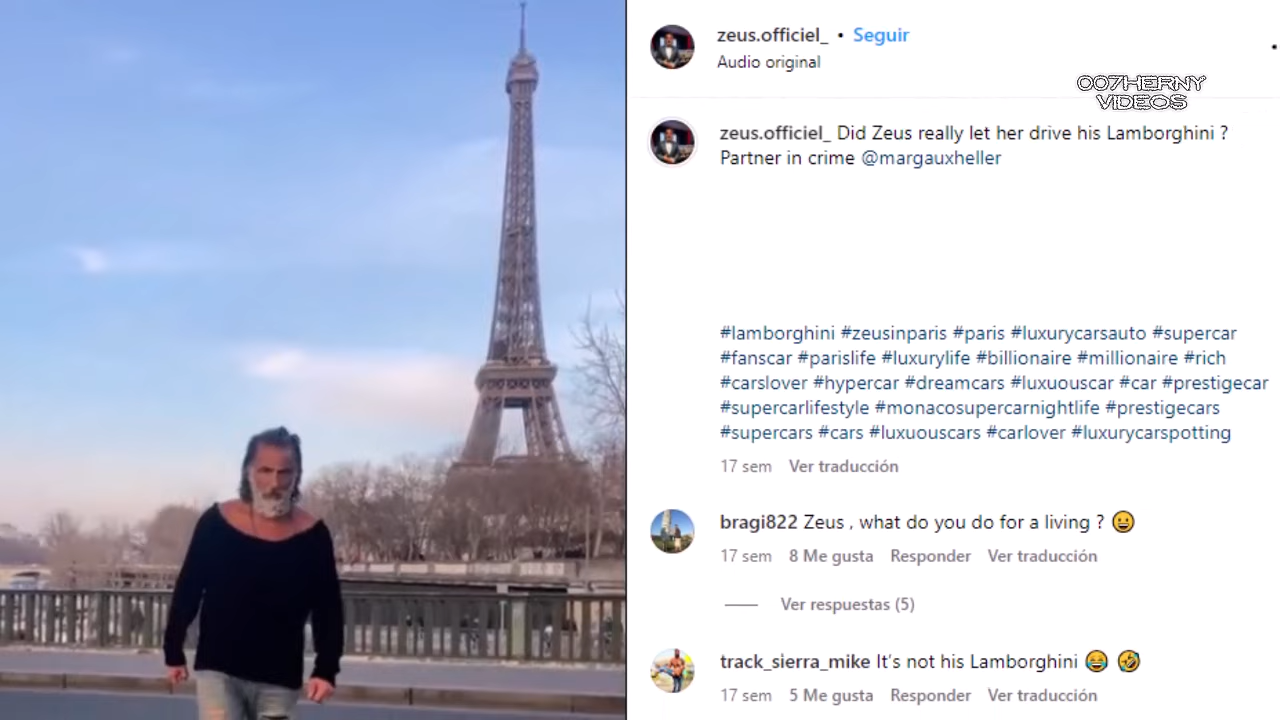 zeus.officiel_ • Seguir
Audio original
007HERNY
VIDEOS
zeus.officiel_ Did Zeus really let her drive his Lamborghini ?
Partner in crime @margauxheller
#lamborghini #zeusinparis #paris #luxurycarsauto #supercar
#fanscar #parislife #luxurylife #billionaire #millionaire #rich
#carslover #hypercar #dreamcars #luxuouscar #car #prestigecar
#supercarlifestyle #monacosupercarnightlife #prestigecars
#supercars #cars #luxuouscars #carlover #luxurycarspotting
17 sem Ver traducción
bragi822 Zeus , what do you do for a living ? 😀
17 sem 8 Me gusta Responder Ver traducción
Ver respuestas (5)
track_sierra_mike It's not his Lamborghini 😂 🤣
17 sem 5 Me gusta Responder Ver traducción